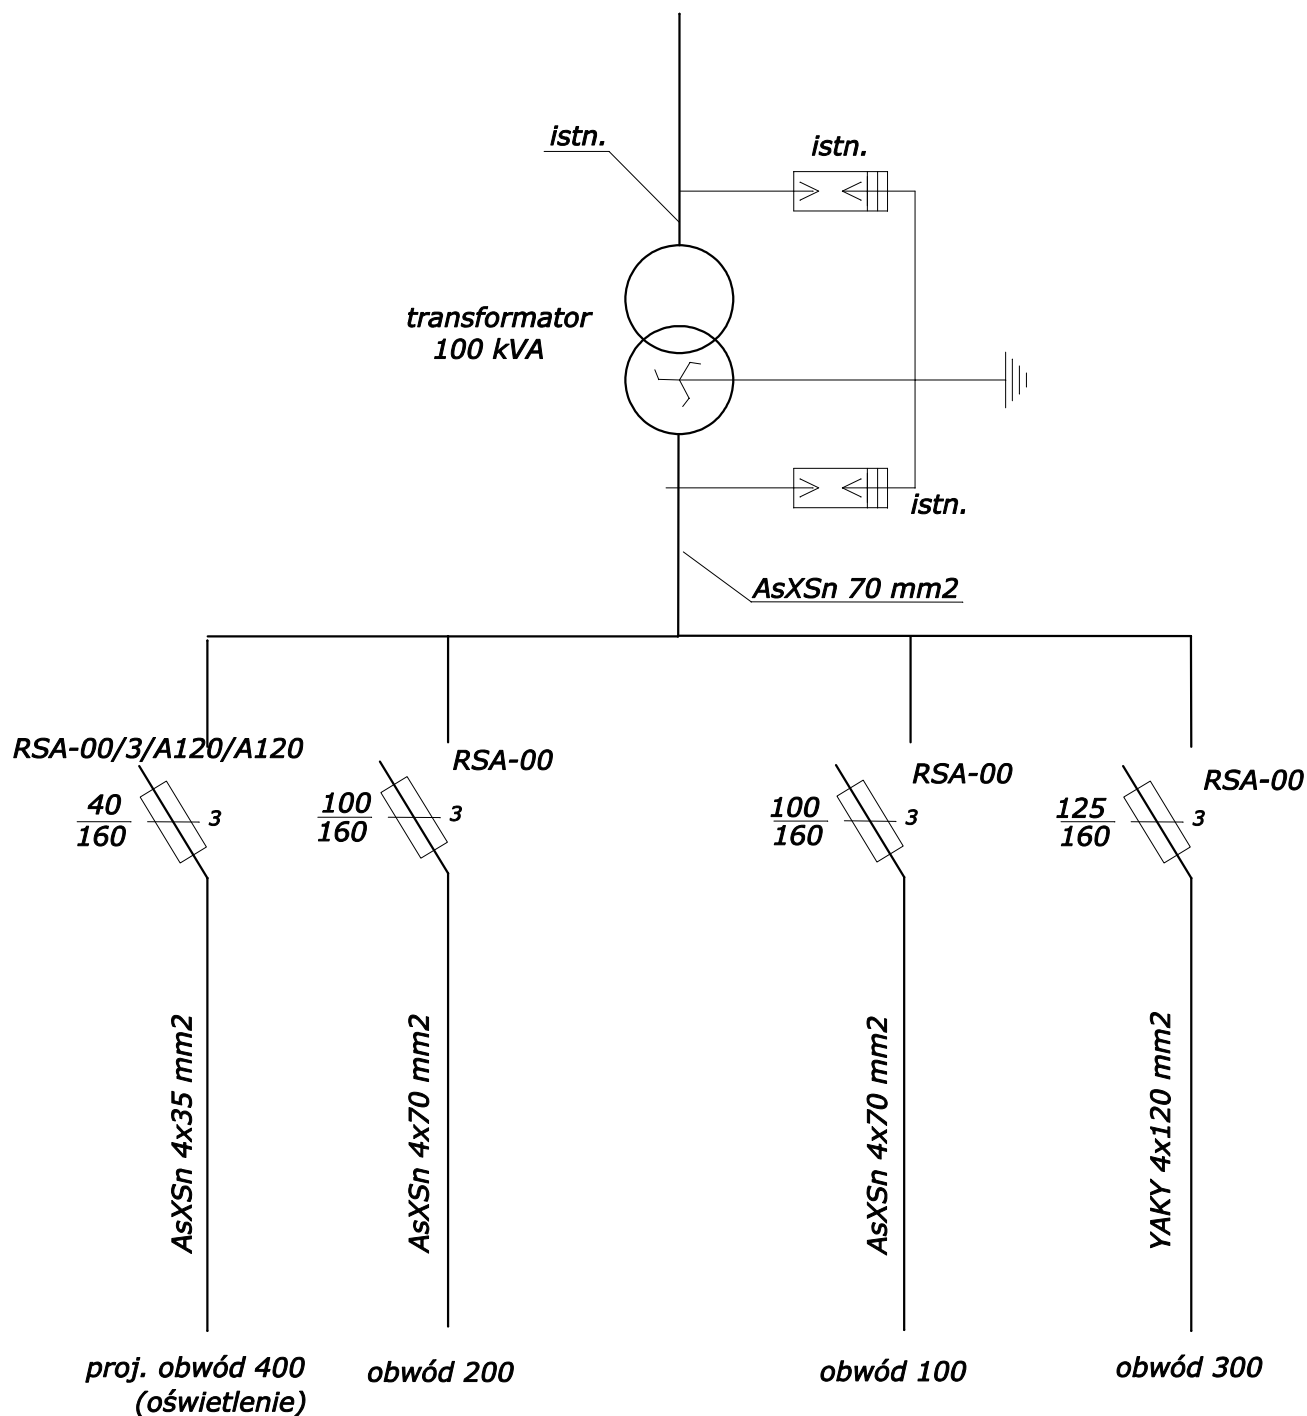 istn.
istn.
transformator
100 kVA
istn.
AsXSn 70 mm2
RSA-00/3/A120/A120
RSA-00
RSA-00
RSA-00
40
160
3
100
160
3
100
160
3
125
160
3
AsXSn 4x35 mm2
AsXSn 4x70 mm2
AsXSn 4x70 mm2
YAKY 4x120 mm2
proj. obwód 400
(oświetlenie)
obwód 200
obwód 100
obwód 300